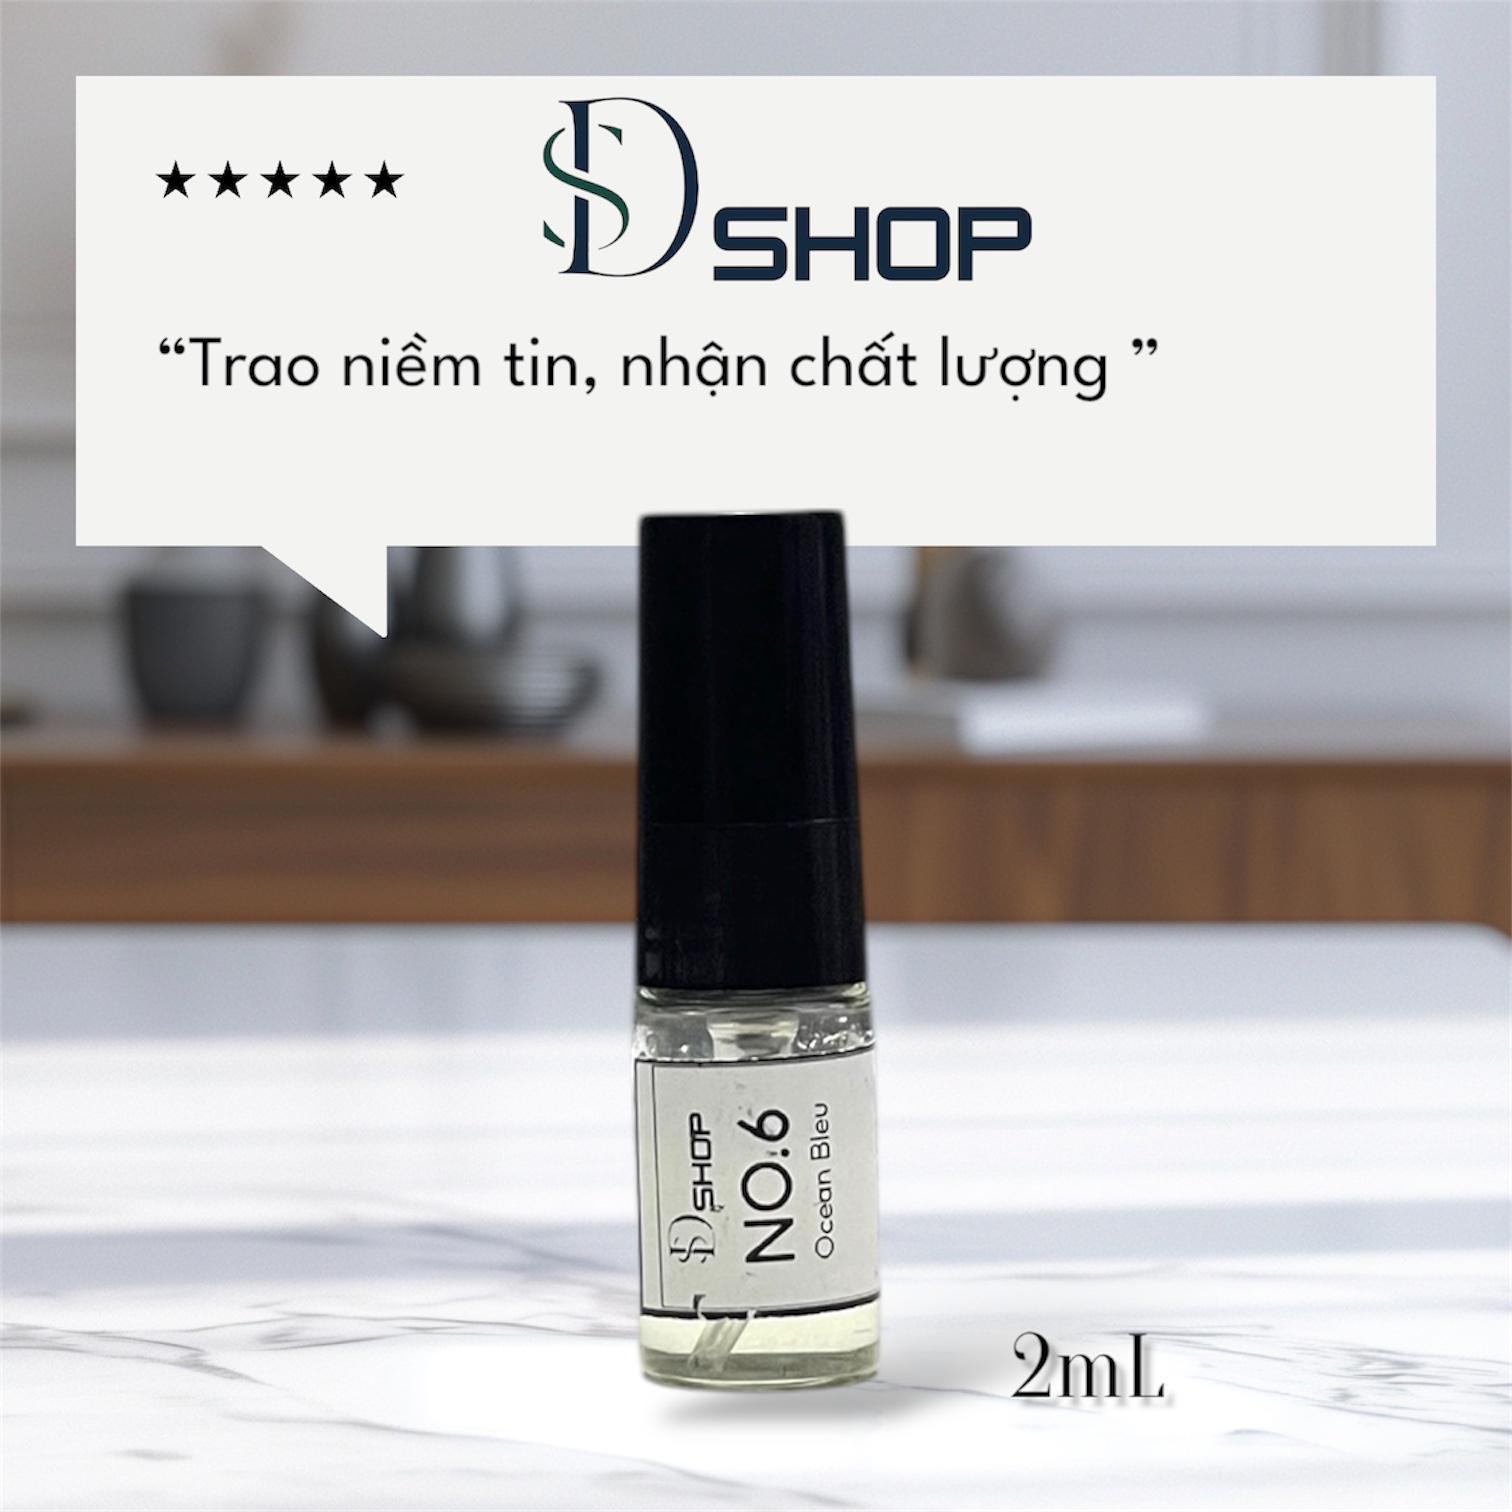 ★★★★★
SD SHOP
“Trao niềm tin, nhận chất lượng ”
SD SHOP
NO.6
Ocean Bleu
2mL